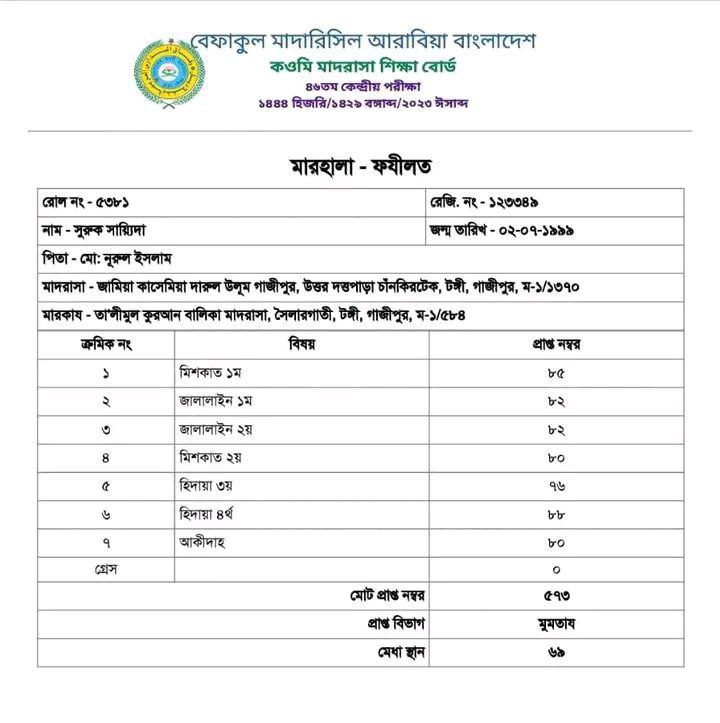 বেফাকুল মাদারিসিল আরাবিয়া বাংলাদেশ
কওমি মাদরাসা শিক্ষা বোর্ড
৪৬তম কেন্দ্রীয় পরীক্ষা
১৪৪৪ হিজরি/১৪২৯ বঙ্গাব্দ/২০২৩ ঈসাব্দ
মারহালা - ফযীলত
রোল নং - ৫৩৮১ রেজি. নং - ১২৩৩৪৯
নাম - সুরুক সায়্যিদা জন্ম তারিখ - ০২-০৭-১৯৯৯
পিতা - মো: নূরুল ইসলাম
মাদরাসা - জামিয়া কাসেমিয়া দারুল উলূম গাজীপুর, উত্তর দত্তপাড়া চাঁনকিরটেক, টঙ্গী, গাজীপুর, ম-১/১৩৭০
মারকায - তা'লীমুল কুরআন বালিকা মাদরাসা, সৈলারগাতী, টঙ্গী, গাজীপুর, ম-১/৫৮৪
ক্রমিক নং বিষয় প্রাপ্ত নম্বর
১ মিশকাত ১ম ৮৫
২ জালালাইন ১ম ৮২
৩ জালালাইন ২য় ৮২
৪ মিশকাত ২য় ৮০
৫ হিদায়া ৩য় ৭৬
৬ হিদায়া ৪র্থ ৮৮
৭ আকীদাহ ৮০
গ্রেস ০
মোট প্রাপ্ত নম্বর ৫৭৩
প্রাপ্ত বিভাগ মুমতায
মেধা স্থান ৬৯